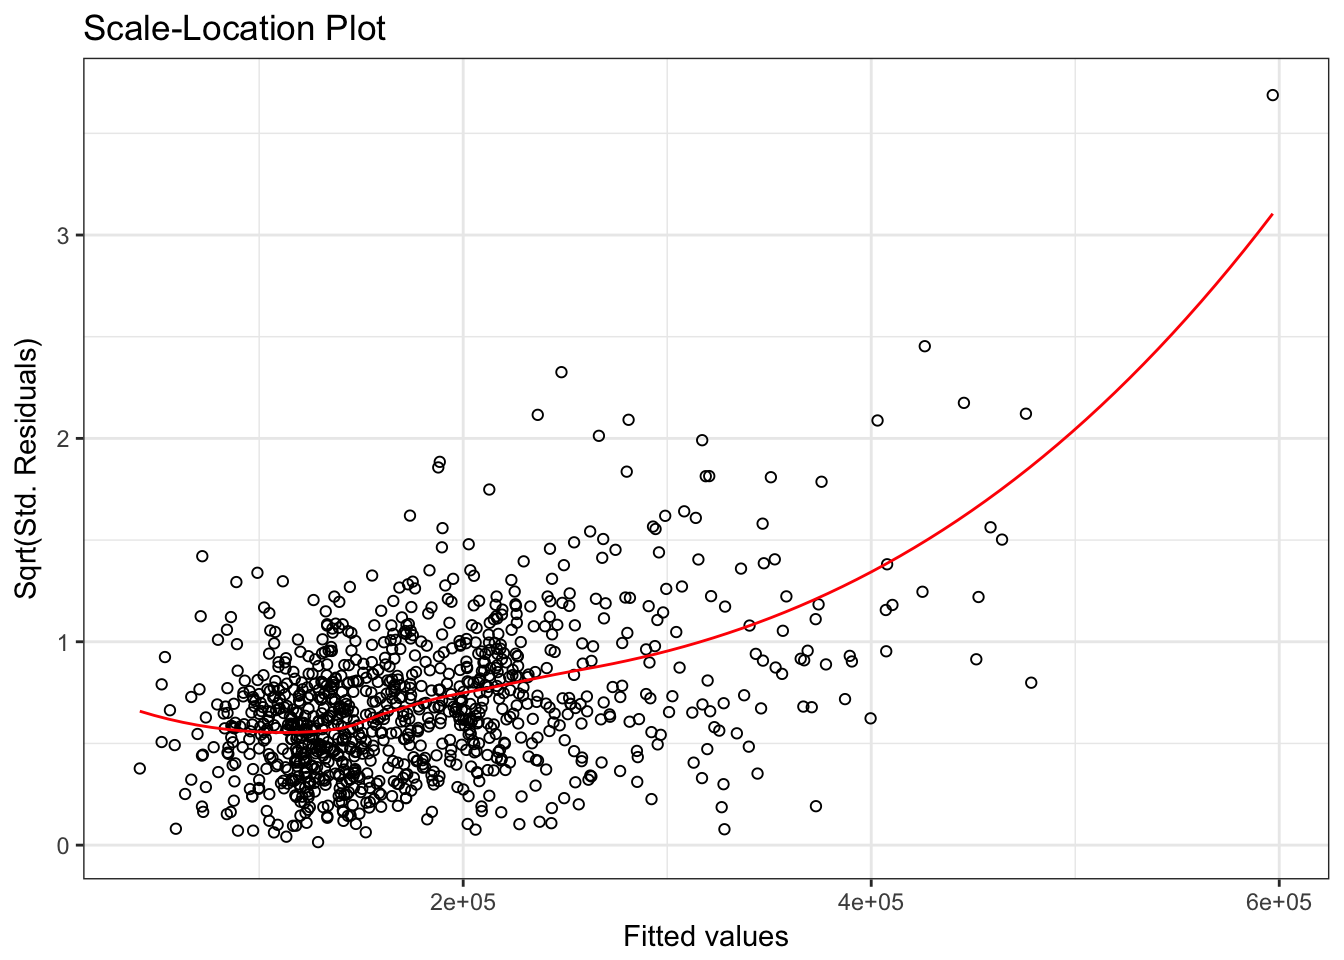 Scale-Location Plot
Sqrt(Std. Residuals)
3
2
1
0
2e+05
4e+05
6e+05
Fitted values